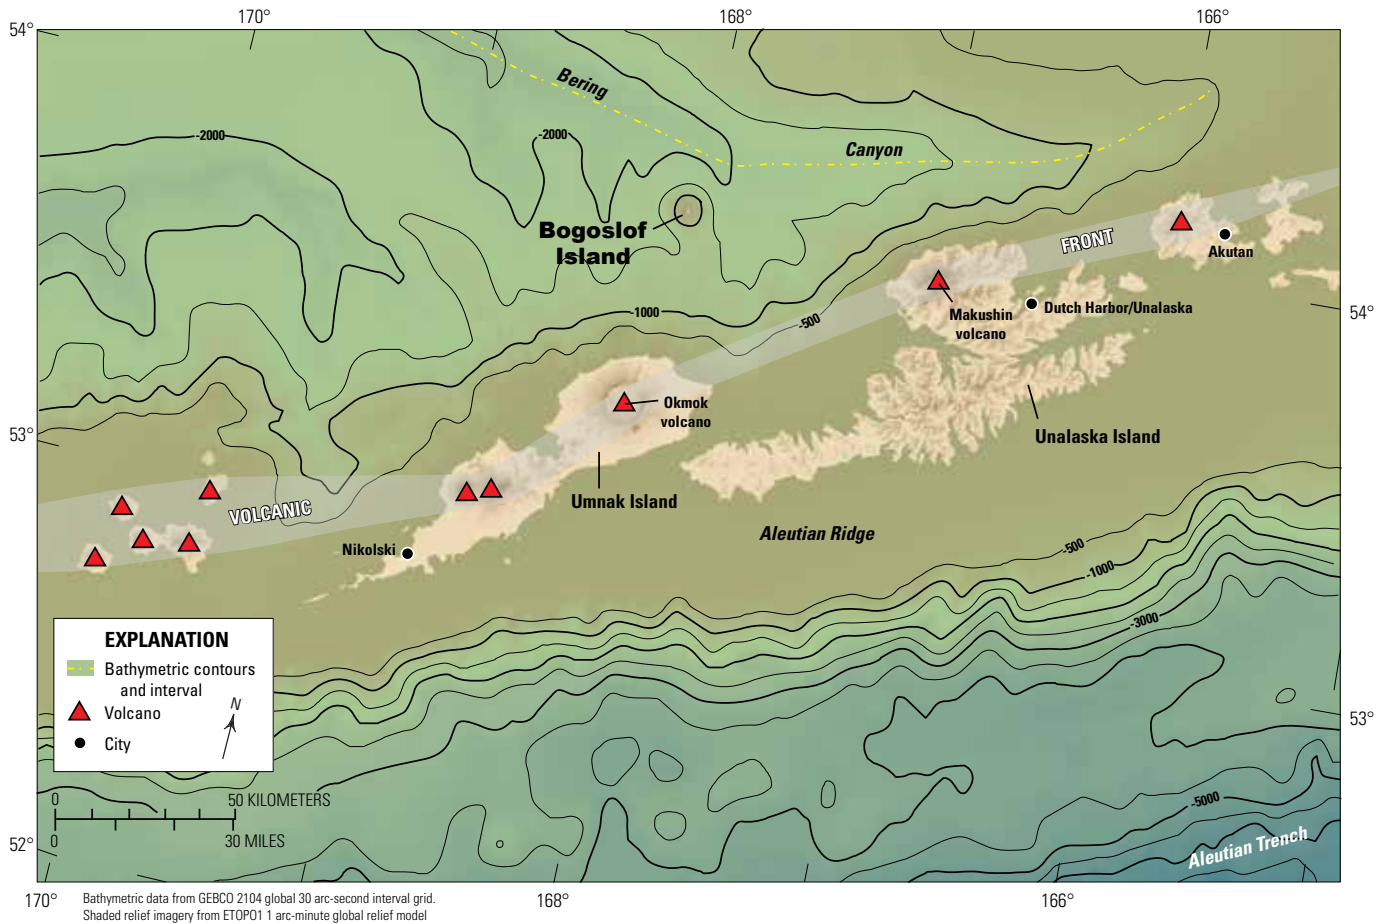 170°
168°
166°
54°
Bering
-2000
-2000
Canyon
Bogoslof
Island
FRONT
Akutan
Makushin
volcano
Dutch Harbor/Unalaska
54°
-1000
-500
Okmok
volcano
53°
Unalaska Island
Umnak Island
VOLCANIC
Nikolski
Aleutian Ridge
-500
-1000
-3000
EXPLANATION
Bathymetric contours
and interval
Volcano
City
N
53°
0 50 KILOMETERS
0 30 MILES
-5000
Aleutian Trench
52°
170°
168°
166°
Bathymetric data from GEBCO 2104 global 30 arc-second interval grid.
Shaded relief imagery from ETOPO1 1 arc-minute global relief model